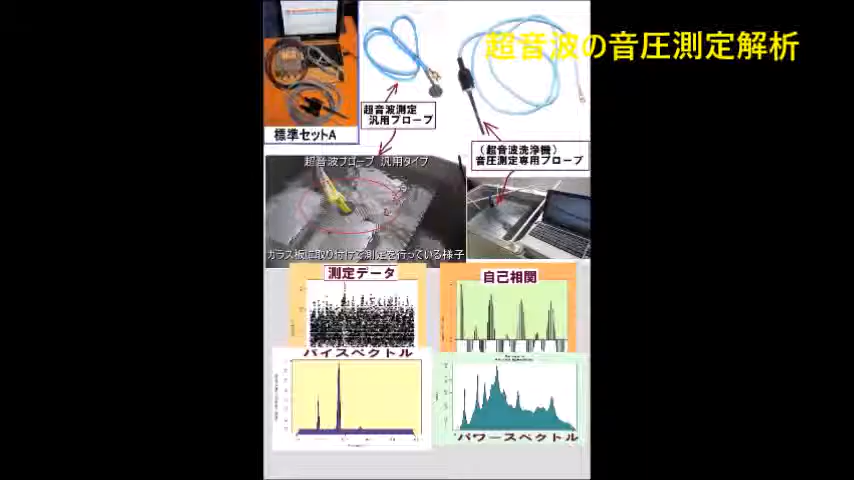 超音波の音圧測定解析
超音波測定
汎用プローブ
標準セットA
(超音波洗浄機)
音圧測定専用プローブ
超音波プローブ 汎用タイプ
ガラス板に取り付けて測定を行っている様子
測定データ
自己相関
バイスペクトル
パワースペクトル